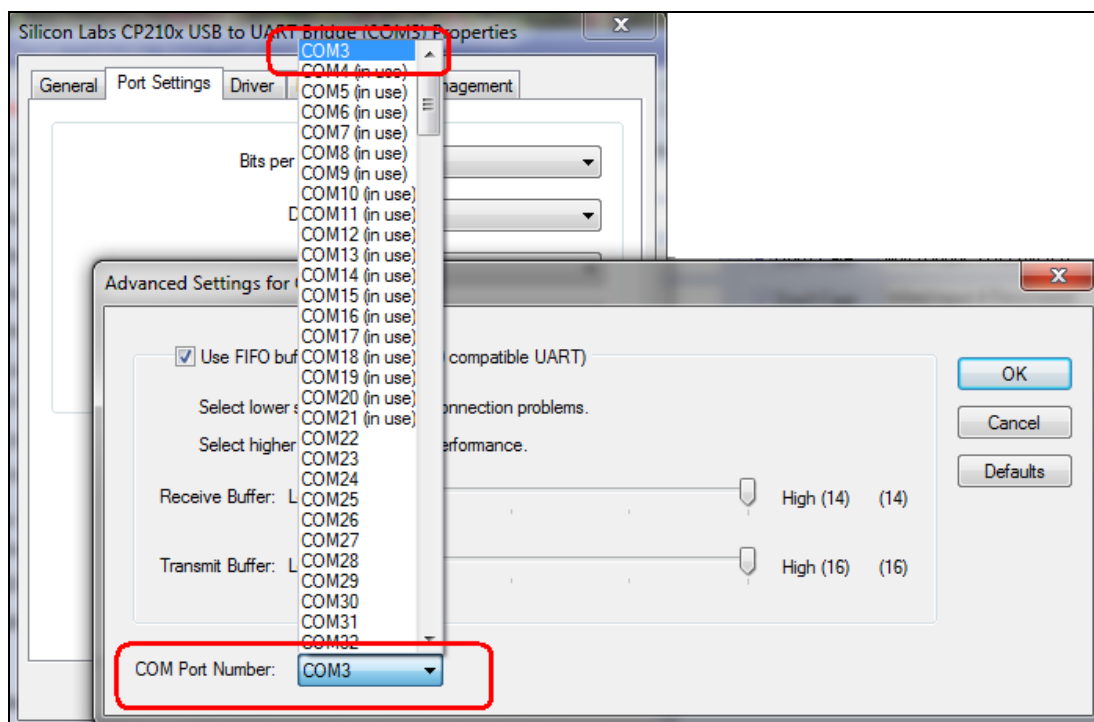 Silicon Labs CP210x USB to UART Bridge (COM3) Properties
General Port Settings Driver nagement
Bits per
D
COM3
COM4 (in use)
COM5 (in use)
COM6 (in use)
COM7 (in use)
COM8 (in use)
COM9 (in use)
COM10 (in use)
COM11 (in use)
COM12 (in use)
COM13 (in use)
COM14 (in use)
COM15 (in use)
COM16 (in use)
COM17 (in use)
COM18 (in use)
COM19 (in use)
COM20 (in use)
COM21 (in use)
COM22
COM23
COM24
COM25
COM26
COM27
COM28
COM29
COM30
COM31
COM32
Advanced Settings for
Use FIFO buf compatible UART)
Select lower s onnection problems.
Select higher erformance.
Receive Buffer: L High (14) (14)
Transmit Buffer: L High (16) (16)
COM Port Number: COM3
OK
Cancel
Defaults